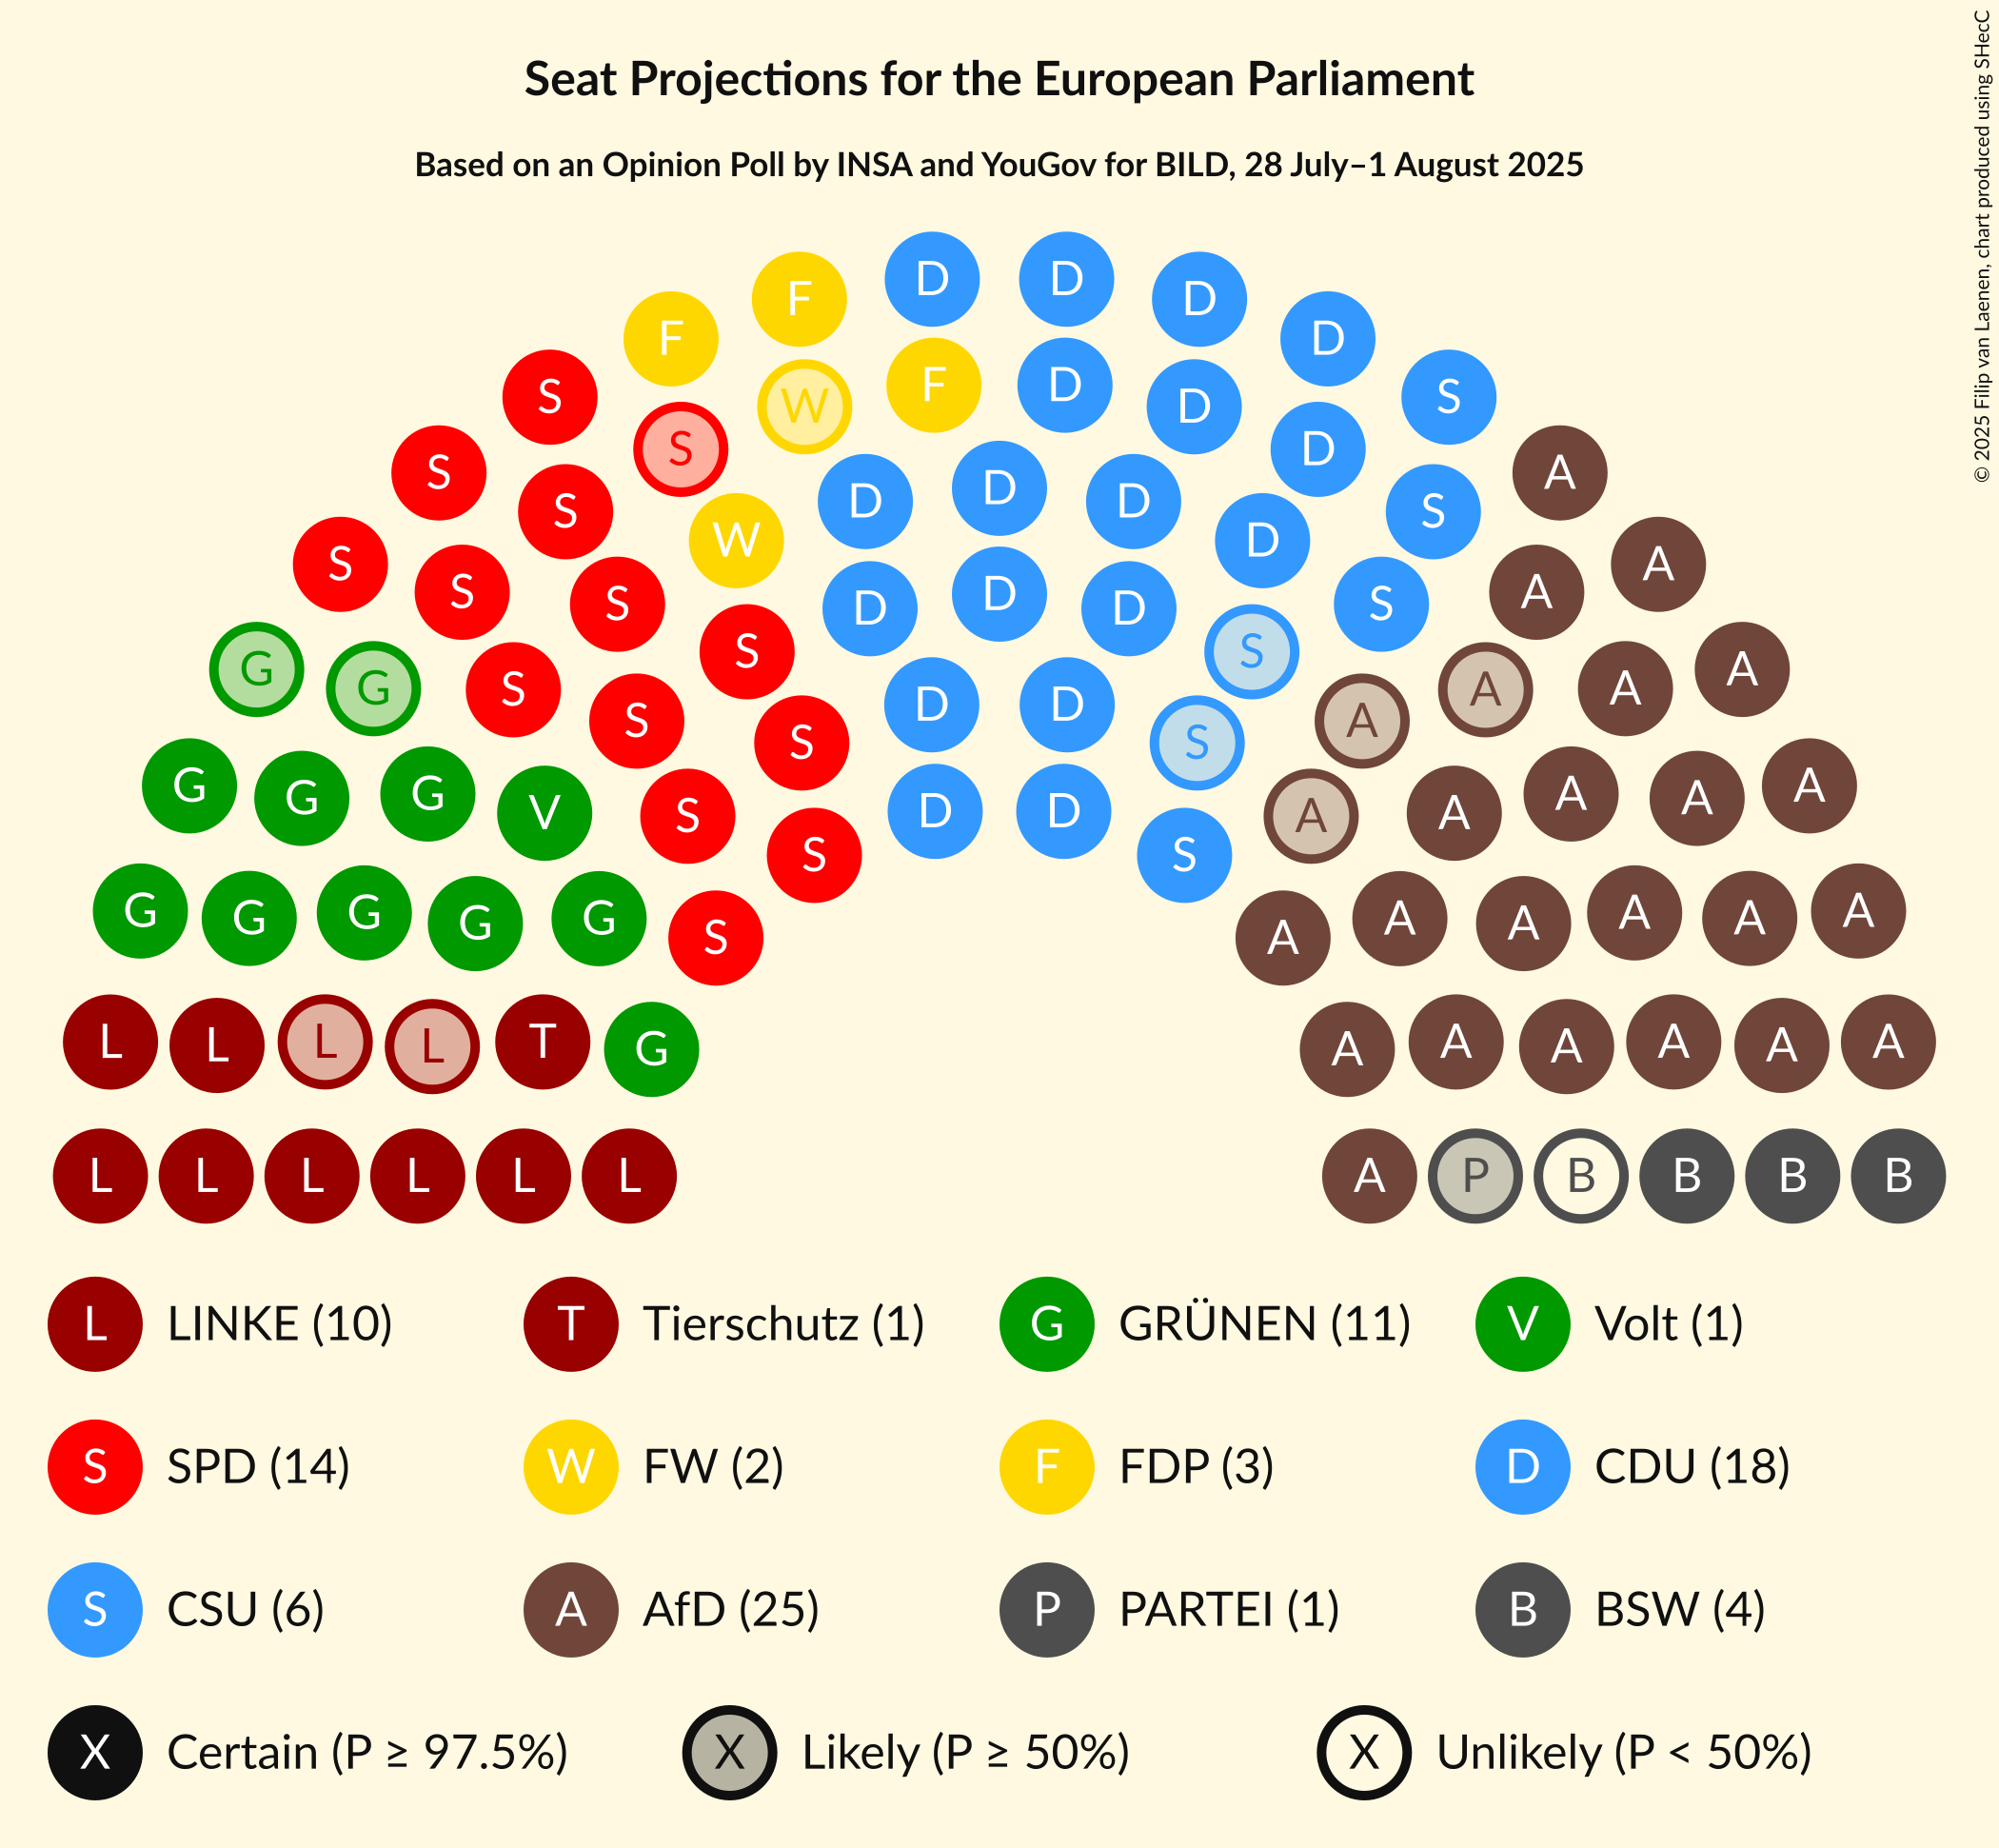 Seat Projections for the European Parliament
Based on an Opinion Poll by INSA and YouGov for BILD, 28 July–1 August 2025
© 2025 Filip van Laenen, chart produced using SHecC
D D
F D
F D
F D
W D
S S
S D
D
S A
D D
W D
S S
S A
D
S A
S S
D D
S S
G A
G A
S A
D D
S A
S S
G A
G A
G A
V A
D D
S A
S S
G A
G A
G A
G A
G A
S A
L A
L A
L A
L A
T A
G A
L L L L L L A P B B B B
L LINKE (10) T Tierschutz (1) G GRÜNEN (11) V Volt (1)
S SPD (14) W FW (2) F FDP (3) D CDU (18)
S CSU (6) A AfD (25) P PARTEI (1) B BSW (4)
X Certain (P ≥ 97.5%) X Likely (P ≥ 50%) X Unlikely (P < 50%)